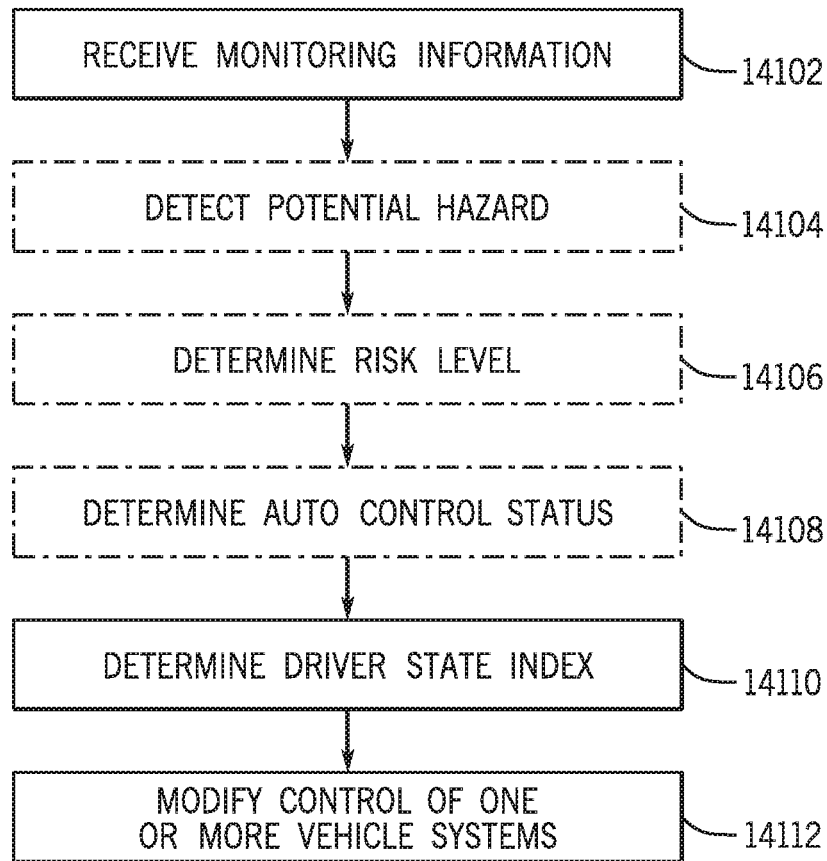 RECEIVE MONITORING INFORMATION
14102
DETECT POTENTIAL HAZARD
14104
DETERMINE RISK LEVEL
14106
DETERMINE AUTO CONTROL STATUS
14108
DETERMINE DRIVER STATE INDEX
14110
MODIFY CONTROL OF ONE
OR MORE VEHICLE SYSTEMS
14112